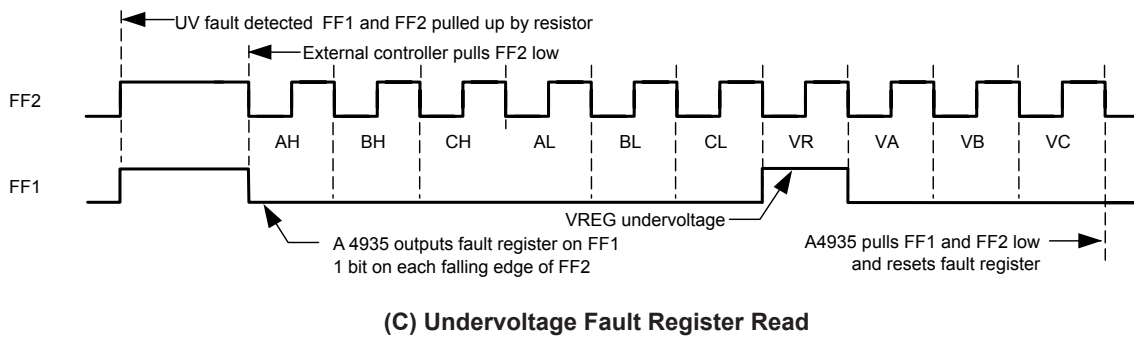 UV fault detected  FF1 and FF2 pulled up by resistor
External controller pulls FF2 low
FF2
AH BH CH AL BL CL VR VA VB VC
FF1
VREG undervoltage
A 4935 outputs fault register on FF1
1 bit on each falling edge of FF2
A4935 pulls FF1 and FF2 low
and resets fault register
(C) Undervoltage Fault Register Read